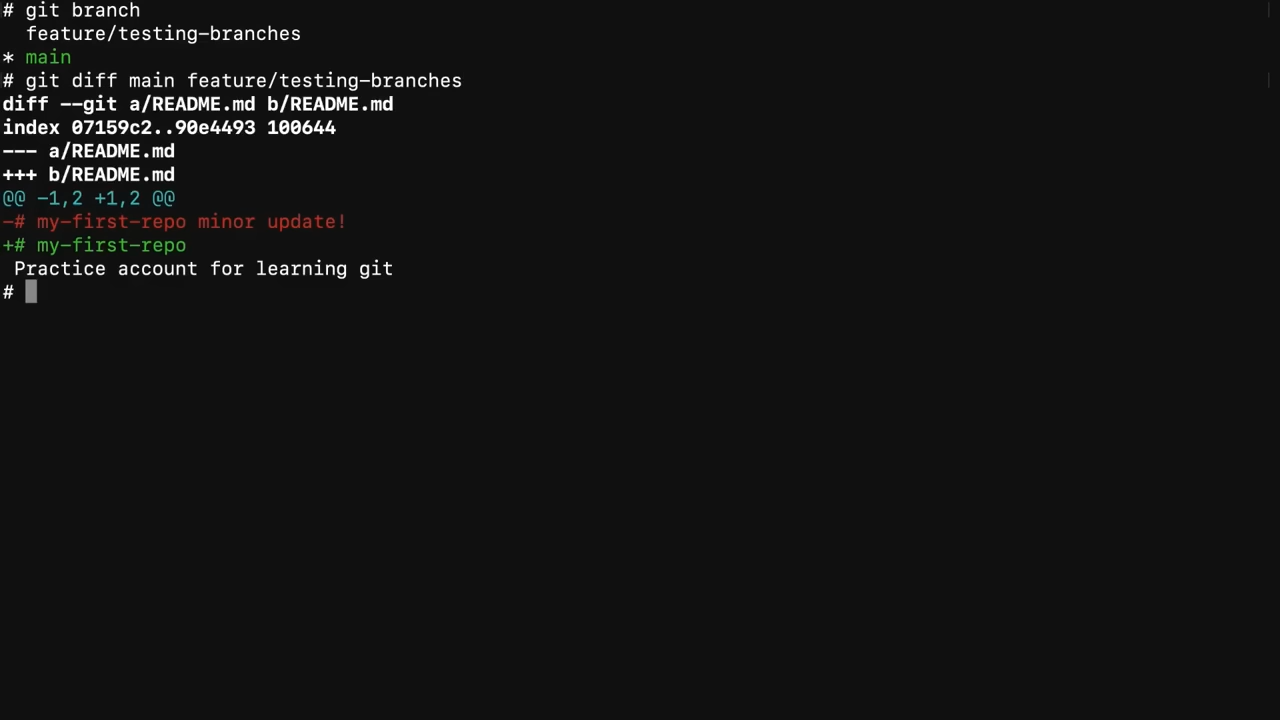 # git branch
  feature/testing-branches
* main
# git diff main feature/testing-branches
diff --git a/README.md b/README.md
index 07159c2..90e4493 100644
--- a/README.md
+++ b/README.md
@@ -1,2 +1,2 @@
-# my-first-repo minor update!
+# my-first-repo
 Practice account for learning git
#